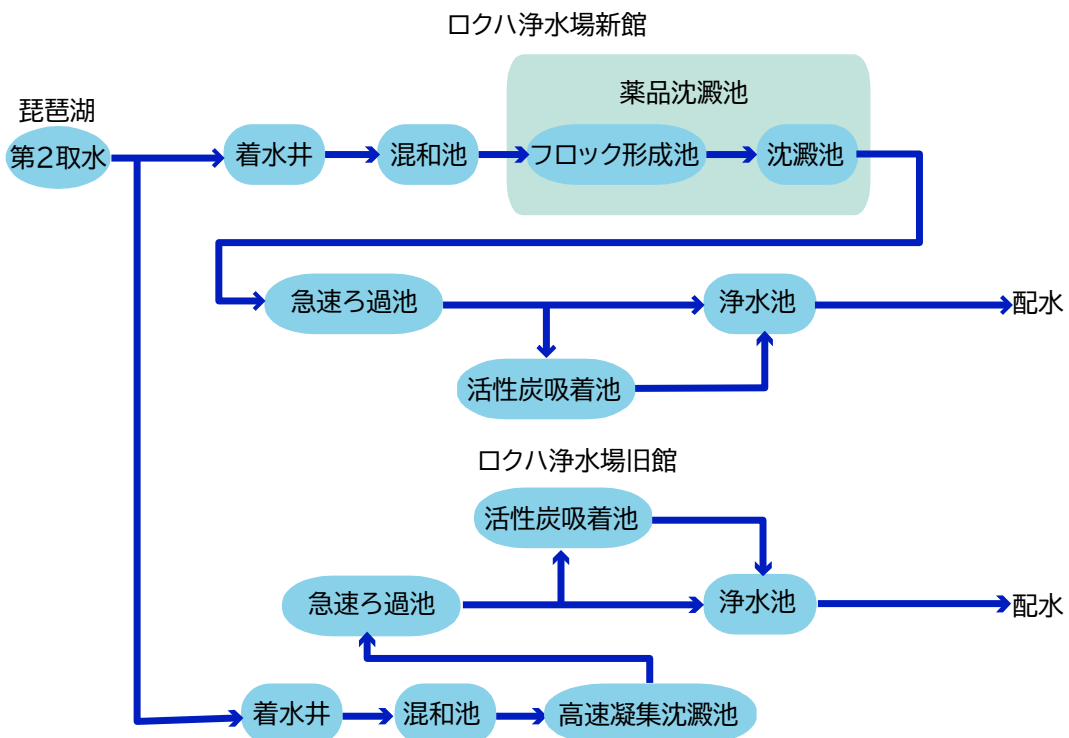 ロクハ浄水場新館
琵琶湖
薬品沈澱池
第2取水
着水井
混和池
フロック形成池
沈澱池
急速ろ過池
浄水池
配水
活性炭吸着池
ロクハ浄水場旧館
活性炭吸着池
急速ろ過池
浄水池
配水
着水井
混和池
高速凝集沈澱池